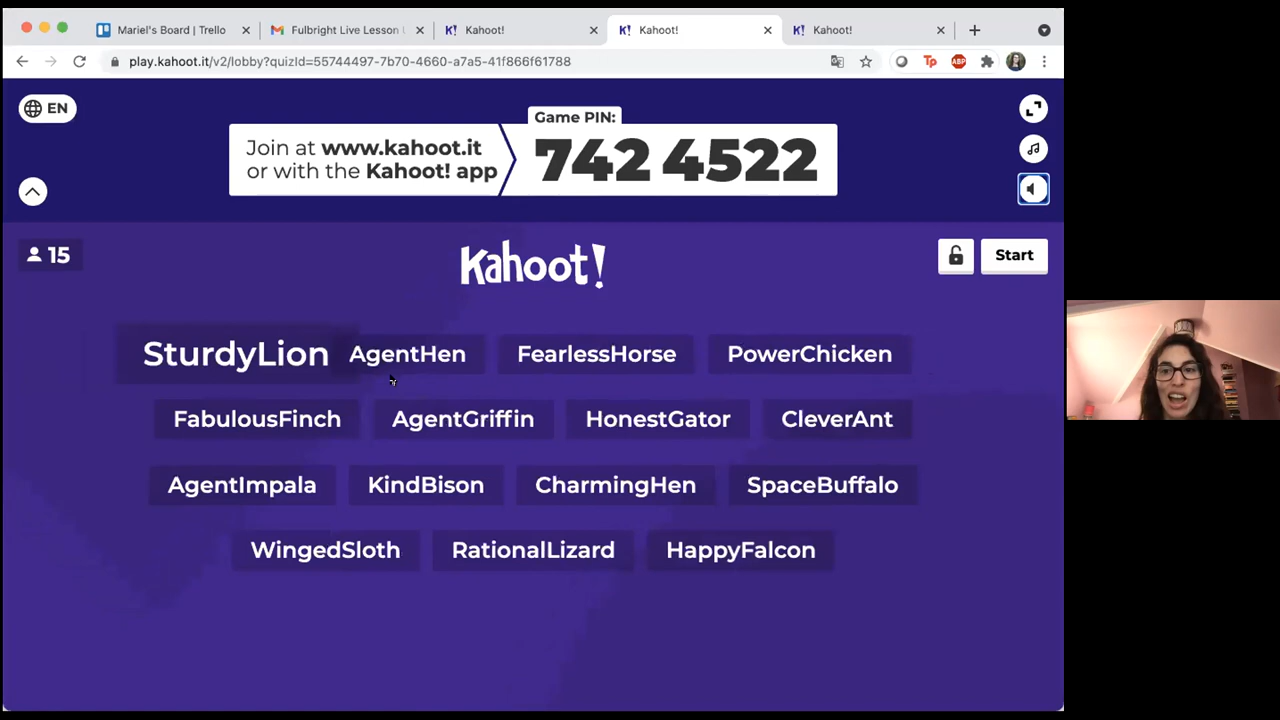 Mariel's Board | Trello
Fulbright Live Lesson
Kahoot!
Kahoot!
Kahoot!
play.kahoot.it/v2/lobby?quizId=55744497-7b70-4660-a7a5-41f866f61788
Tp
ABP
EN
Game PIN:
Join at www.kahoot.it
or with the Kahoot! app
742 4522
15
Kahoot!
Start
SturdyLion AgentHen FearlessHorse PowerChicken
FabulousFinch AgentGriffin HonestGator CleverAnt
AgentImpala KindBison CharmingHen SpaceBuffalo
WingedSloth RationalLizard HappyFalcon